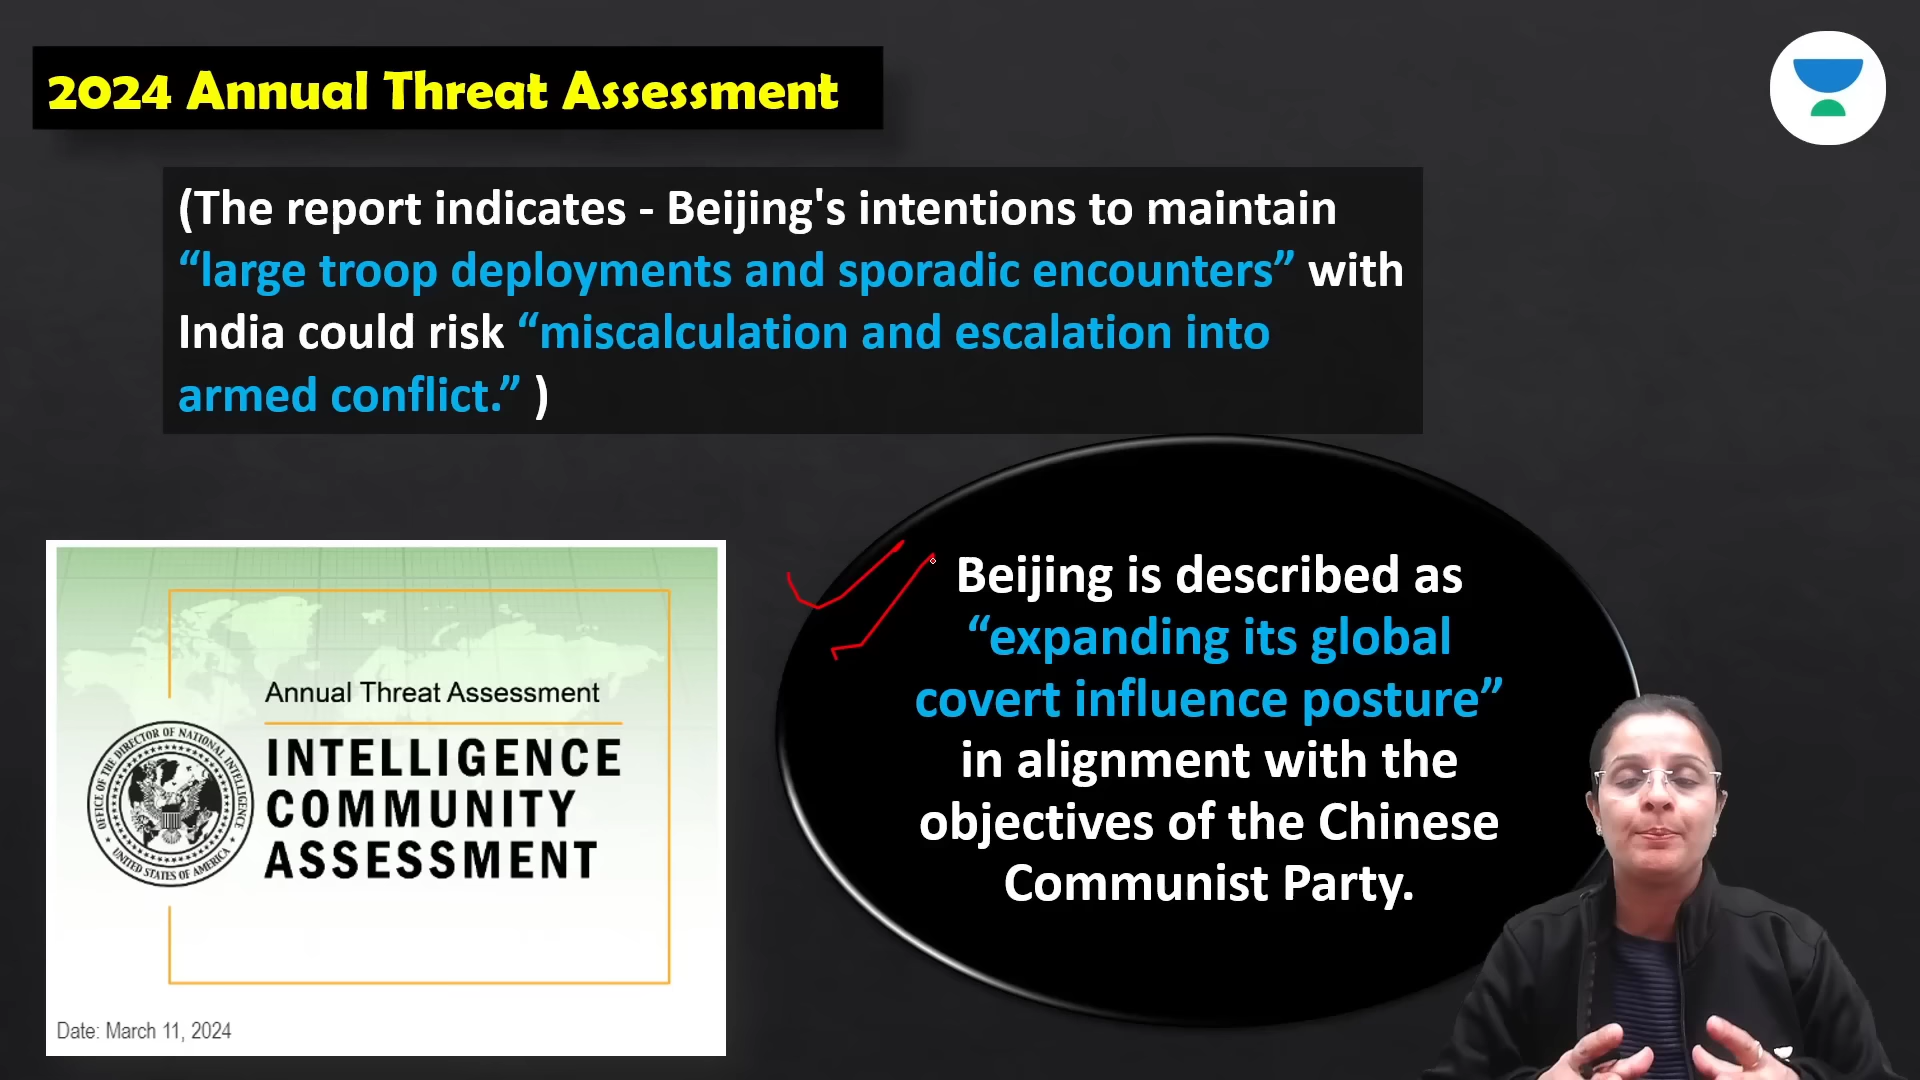 2024 Annual Threat Assessment
(The report indicates - Beijing's intentions to maintain
“large troop deployments and sporadic encounters” with
India could risk “miscalculation and escalation into
armed conflict.” )
Beijing is described as
“expanding its global
covert influence posture”
in alignment with the
objectives of the Chinese
Communist Party.
Annual Threat Assessment
INTELLIGENCE
COMMUNITY
ASSESSMENT
OFFICE OF THE DIRECTOR OF NATIONAL INTELLIGENCE
UNITED STATES OF AMERICA
Date: March 11, 2024